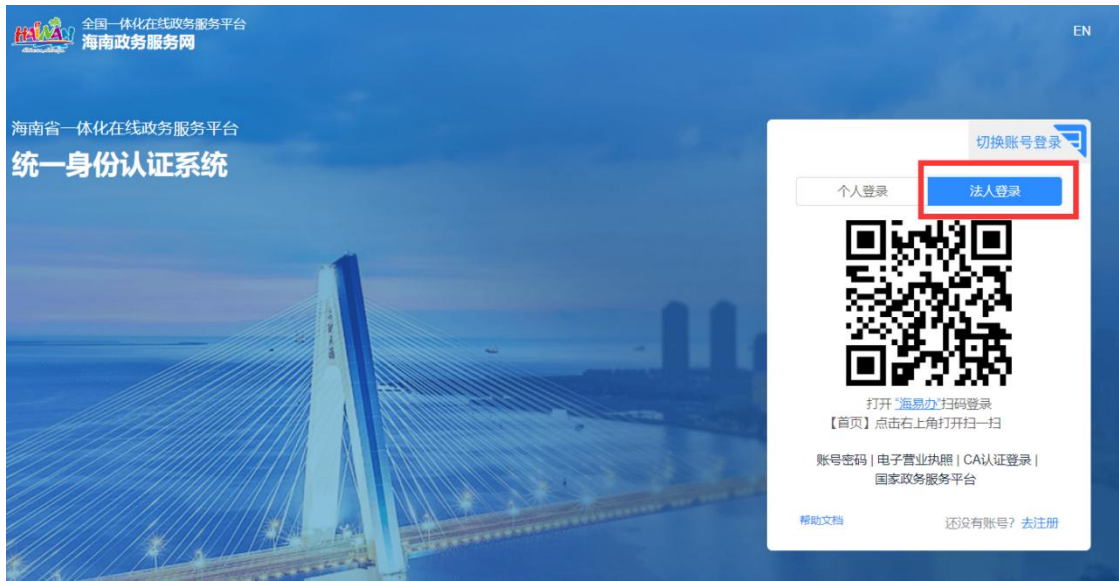 HAINAN
全国一体化在线政务服务平台
海南政务服务网
EN
海南省一体化在线政务服务平台
统一身份认证系统
切换账号登录
个人登录
法人登录
打开“海易办”扫码登录
【首页】点击右上角打开扫一扫
账号密码 | 电子营业执照 | CA认证登录 |
国家政务服务平台
帮助文档
还没有账号? 去注册